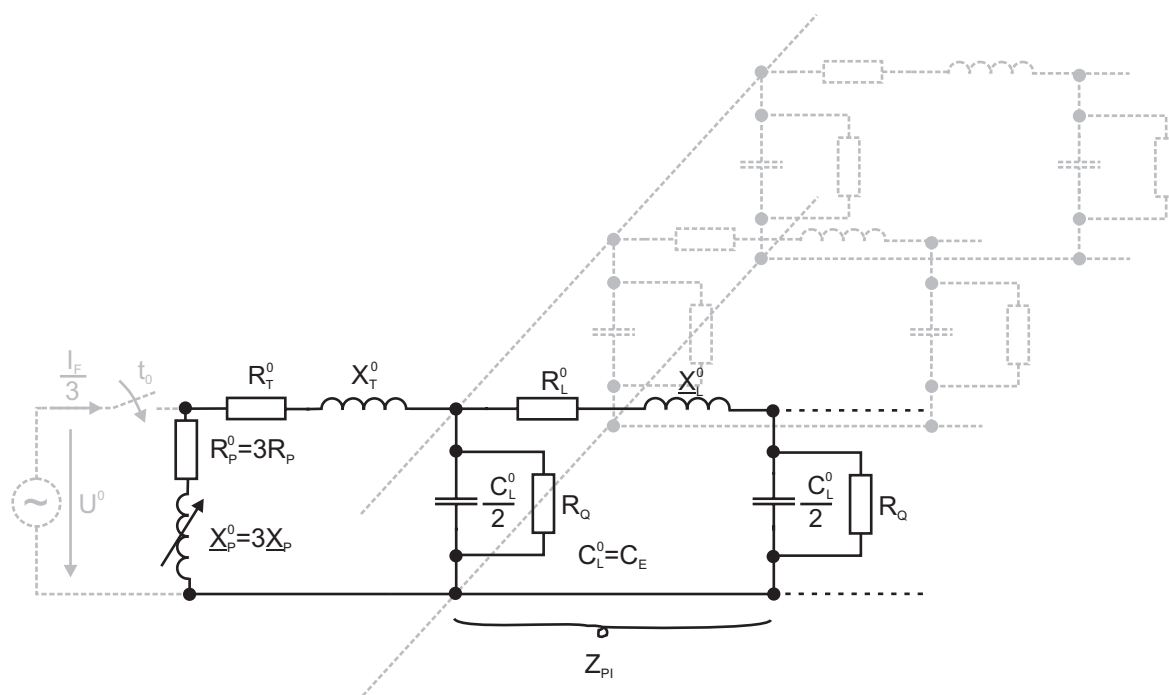 I_F/3
t_0
R_T^0
X_T^0
R_L^0
X_L^0
U^0
R_P^0=3R_P
X_P^0=3X_P
C_L^0/2
R_Q
C_L^0=C_E
C_L^0/2
R_Q
Z_PI
~